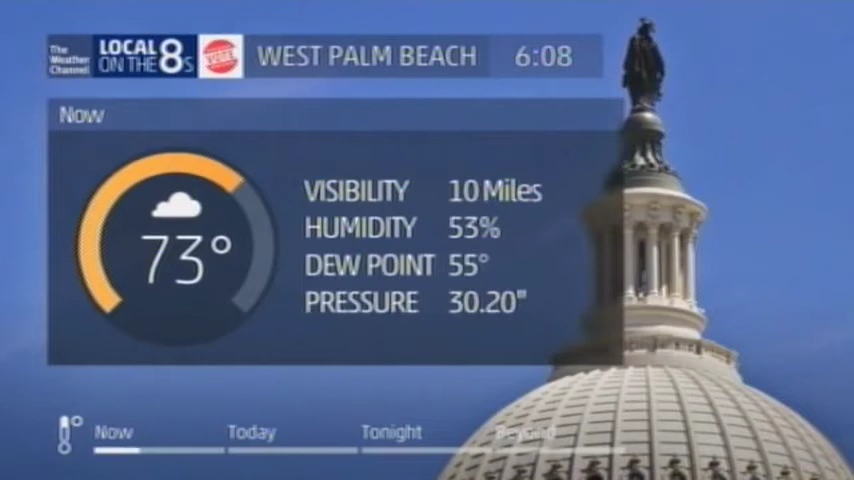 The Weather Channel
LOCAL ON THE 8s
WEST PALM BEACH
6:08
Now
73°
VISIBILITY 10 Miles
HUMIDITY 53%
DEW POINT 55°
PRESSURE 30.20"
Now Today Tonight Beyond